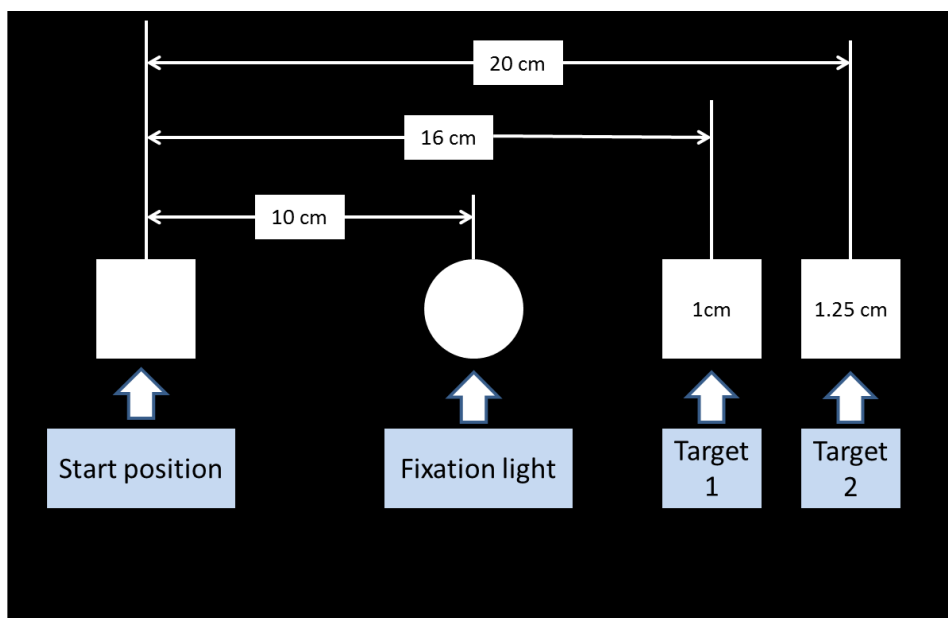 20 cm
16 cm
10 cm
1cm
1.25 cm
Start position
Fixation light
Target
1
Target
2